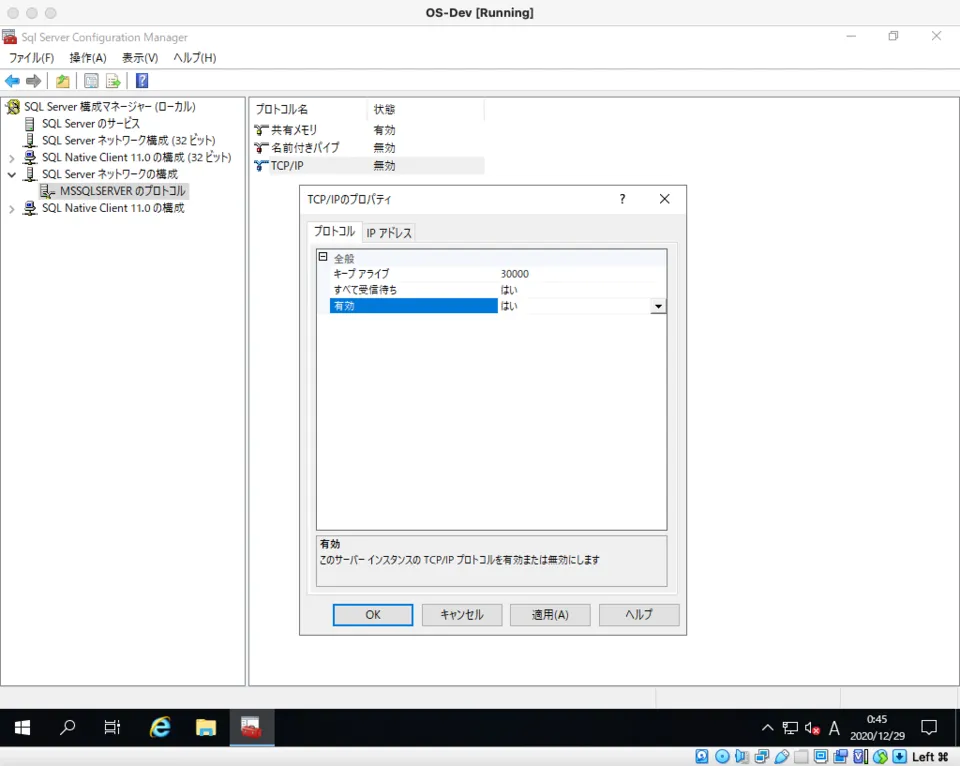 OS-Dev [Running]
Sql Server Configuration Manager
ファイル(F) 操作(A) 表示(V) ヘルプ(H)
SQL Server 構成マネージャー (ローカル)
SQL Server のサービス
SQL Server ネットワーク構成 (32 ビット)
SQL Native Client 11.0 の構成 (32 ビット)
SQL Server ネットワークの構成
MSSQLSERVER のプロトコル
SQL Native Client 11.0 の構成
プロトコル名 状態
共有メモリ 有効
名前付きパイプ 無効
TCP/IP 無効
TCP/IPのプロパティ
プロトコル IP アドレス
全般
キープ アライブ 30000
すべて受信待ち はい
有効 はい
有効
このサーバー インスタンスの TCP/IP プロトコルを有効または無効にします
OK キャンセル 適用(A) ヘルプ
A 0:45
2020/12/29
Left ⌘